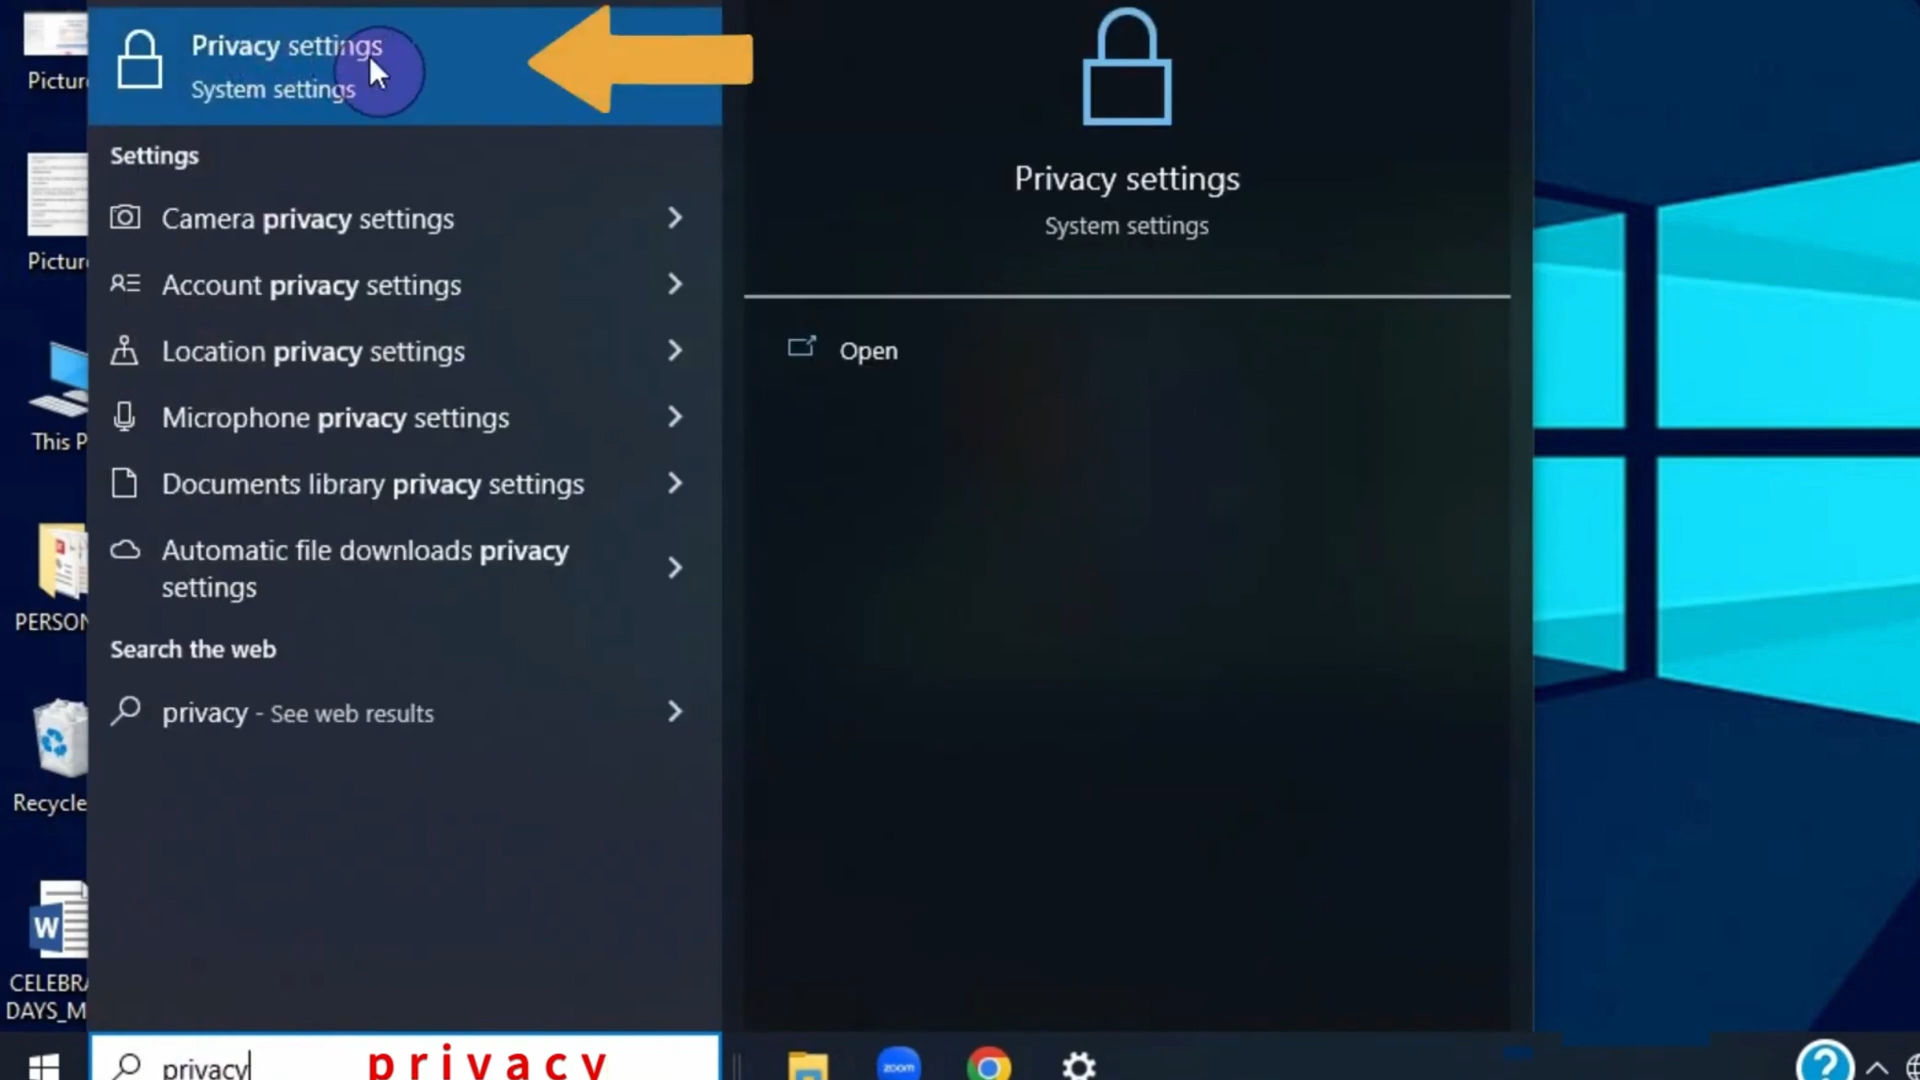 Privacy settings
System settings
Settings
Camera privacy settings
Account privacy settings
Location privacy settings
Microphone privacy settings
Documents library privacy settings
Automatic file downloads privacy
settings
Search the web
privacy - See web results
privacy
privacy
Privacy settings
System settings
Open
Pictur
Pictur
This P
PERSON
Recycle
W
CELEBRA
DAYS_M
zoom
?